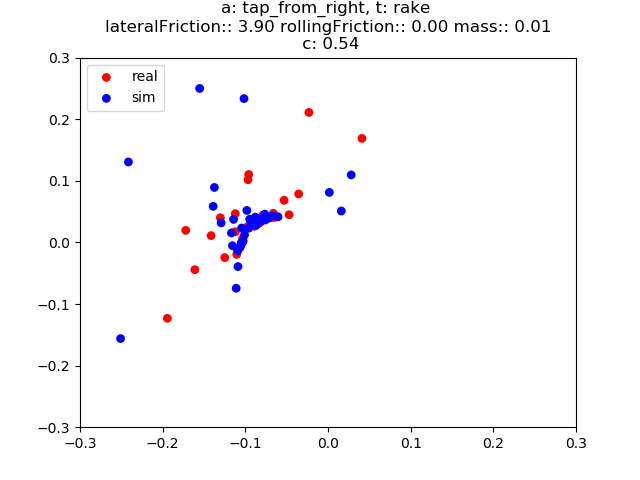 a: tap_from_right, t: rake
lateralFriction:: 3.90 rollingFriction:: 0.00 mass:: 0.01
c: 0.54
real
sim
0.3
0.2
0.1
0.0
−0.1
−0.2
−0.3
−0.3 −0.2 −0.1 0.0 0.1 0.2 0.3